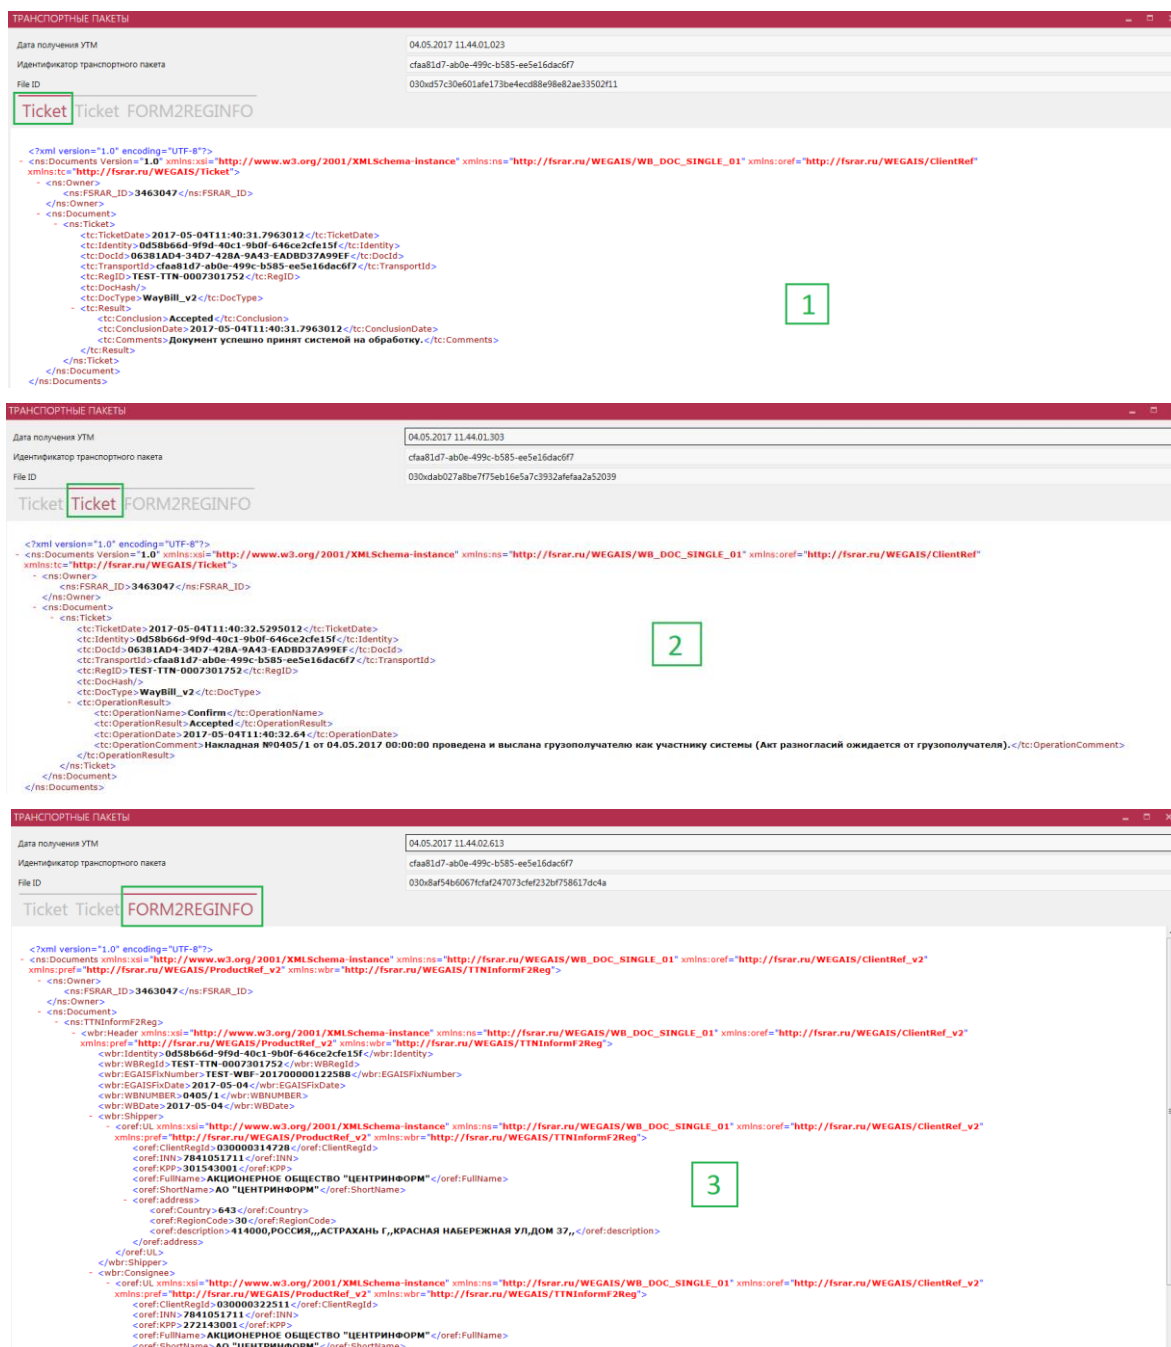 ТРАНСПОРТНЫЕ ПАКЕТЫ
Дата получения УТМ 04.05.2017 11.44.01.023
Идентификатор транспортного пакета cfaa81d7-ab0e-499c-b585-ee5e16dac6f7
File ID 030xd57c30e601afe173be4ecd88e98e82ae33502f11
Ticket Ticket FORM2REGINFO
<?xml version="1.0" encoding="UTF-8"?>
- <ns:Documents Version="1.0" xmlns:xsi="http://www.w3.org/2001/XMLSchema-instance" xmlns:ns="http://fsrar.ru/WEGAIS/WB_DOC_SINGLE_01" xmlns:oref="http://fsrar.ru/WEGAIS/ClientRef"
xmlns:tc="http://fsrar.ru/WEGAIS/Ticket">
- <ns:Owner>
<ns:FSRAR_ID>3463047</ns:FSRAR_ID>
</ns:Owner>
- <ns:Document>
- <ns:Ticket>
<tc:TicketDate>2017-05-04T11:40:31.7963012</tc:TicketDate>
<tc:Identity>0d58b66d-9f9d-40c1-9b0f-646ce2cfe15f</tc:Identity>
<tc:DocId>06381AD4-34D7-428A-9A43-EADBD37A99EF</tc:DocId>
<tc:TransportId>cfaa81d7-ab0e-499c-b585-ee5e16dac6f7</tc:TransportId>
<tc:RegID>TEST-TTN-0007301752</tc:RegID>
<tc:DocHash/>
<tc:DocType>WayBill_v2</tc:DocType>
- <tc:Result>
<tc:Conclusion>Accepted</tc:Conclusion>
<tc:ConclusionDate>2017-05-04T11:40:31.7963012</tc:ConclusionDate>
<tc:Comments>Документ успешно принят системой на обработку.</tc:Comments>
</tc:Result>
</ns:Ticket>
</ns:Document>
</ns:Documents>
1
ТРАНСПОРТНЫЕ ПАКЕТЫ
Дата получения УТМ 04.05.2017 11.44.01.303
Идентификатор транспортного пакета cfaa81d7-ab0e-499c-b585-ee5e16dac6f7
File ID 030xdab027a8be7f75eb16e5a7c3932afefaa2a52039
Ticket Ticket FORM2REGINFO
<?xml version="1.0" encoding="UTF-8"?>
- <ns:Documents Version="1.0" xmlns:xsi="http://www.w3.org/2001/XMLSchema-instance" xmlns:ns="http://fsrar.ru/WEGAIS/WB_DOC_SINGLE_01" xmlns:oref="http://fsrar.ru/WEGAIS/ClientRef"
xmlns:tc="http://fsrar.ru/WEGAIS/Ticket">
- <ns:Owner>
<ns:FSRAR_ID>3463047</ns:FSRAR_ID>
</ns:Owner>
- <ns:Document>
- <ns:Ticket>
<tc:TicketDate>2017-05-04T11:40:32.5295012</tc:TicketDate>
<tc:Identity>0d58b66d-9f9d-40c1-9b0f-646ce2cfe15f</tc:Identity>
<tc:DocId>06381AD4-34D7-428A-9A43-EADBD37A99EF</tc:DocId>
<tc:TransportId>cfaa81d7-ab0e-499c-b585-ee5e16dac6f7</tc:TransportId>
<tc:RegID>TEST-TTN-0007301752</tc:RegID>
<tc:DocHash/>
<tc:DocType>WayBill_v2</tc:DocType>
- <tc:OperationResult>
<tc:OperationName>Confirm</tc:OperationName>
<tc:OperationResult>Accepted</tc:OperationResult>
<tc:OperationDate>2017-05-04T11:40:32.64</tc:OperationDate>
<tc:OperationComment>Накладная №0405/1 от 04.05.2017 00:00:00 проведена и выслана грузополучателю как участнику системы (Акт разногласий ожидается от грузополучателя).</tc:OperationComment>
</tc:OperationResult>
</ns:Ticket>
</ns:Document>
</ns:Documents>
2
ТРАНСПОРТНЫЕ ПАКЕТЫ
Дата получения УТМ 04.05.2017 11.44.02.613
Идентификатор транспортного пакета cfaa81d7-ab0e-499c-b585-ee5e16dac6f7
File ID 030x8af54b6067fcfaf247073cfef232bf758617dc4a
Ticket Ticket FORM2REGINFO
<?xml version="1.0" encoding="UTF-8"?>
- <ns:Documents xmlns:xsi="http://www.w3.org/2001/XMLSchema-instance" xmlns:ns="http://fsrar.ru/WEGAIS/WB_DOC_SINGLE_01" xmlns:oref="http://fsrar.ru/WEGAIS/ClientRef_v2"
xmlns:pref="http://fsrar.ru/WEGAIS/ProductRef_v2" xmlns:wbr="http://fsrar.ru/WEGAIS/TTNInformF2Reg">
- <ns:Owner>
<ns:FSRAR_ID>3463047</ns:FSRAR_ID>
</ns:Owner>
- <ns:Document>
- <ns:TTNInformF2Reg>
- <wbr:Header xmlns:xsi="http://www.w3.org/2001/XMLSchema-instance" xmlns:ns="http://fsrar.ru/WEGAIS/WB_DOC_SINGLE_01" xmlns:oref="http://fsrar.ru/WEGAIS/ClientRef_v2"
xmlns:pref="http://fsrar.ru/WEGAIS/ProductRef_v2" xmlns:wbr="http://fsrar.ru/WEGAIS/TTNInformF2Reg">
<wbr:Identity>0d58b66d-9f9d-40c1-9b0f-646ce2cfe15f</wbr:Identity>
<wbr:WBRegId>TEST-TTN-0007301752</wbr:WBRegId>
<wbr:EGAISFixNumber>TEST-WBF-201700000122588</wbr:EGAISFixNumber>
<wbr:EGAISFixDate>2017-05-04</wbr:EGAISFixDate>
<wbr:WBNUMBER>0405/1</wbr:WBNUMBER>
<wbr:WBDate>2017-05-04</wbr:WBDate>
- <wbr:Shipper>
- <oref:UL xmlns:xsi="http://www.w3.org/2001/XMLSchema-instance" xmlns:ns="http://fsrar.ru/WEGAIS/WB_DOC_SINGLE_01" xmlns:oref="http://fsrar.ru/WEGAIS/ClientRef_v2"
xmlns:pref="http://fsrar.ru/WEGAIS/ProductRef_v2" xmlns:wbr="http://fsrar.ru/WEGAIS/TTNInformF2Reg">
<oref:ClientRegId>030000314728</oref:ClientRegId>
<oref:INN>7841051711</oref:INN>
<oref:KPP>301543001</oref:KPP>
<oref:FullName>АКЦИОНЕРНОЕ ОБЩЕСТВО "ЦЕНТРИНФОРМ"</oref:FullName>
<oref:ShortName>АО "ЦЕНТРИНФОРМ"</oref:ShortName>
- <oref:address>
<oref:Country>643</oref:Country>
<oref:RegionCode>30</oref:RegionCode>
<oref:description>414000,РОССИЯ,,,АСТРАХАНЬ Г,,КРАСНАЯ НАБЕРЕЖНАЯ УЛ,ДОМ 37,,</oref:description>
</oref:address>
</oref:UL>
</wbr:Shipper>
- <wbr:Consignee>
- <oref:UL xmlns:xsi="http://www.w3.org/2001/XMLSchema-instance" xmlns:ns="http://fsrar.ru/WEGAIS/WB_DOC_SINGLE_01" xmlns:oref="http://fsrar.ru/WEGAIS/ClientRef_v2"
xmlns:pref="http://fsrar.ru/WEGAIS/ProductRef_v2" xmlns:wbr="http://fsrar.ru/WEGAIS/TTNInformF2Reg">
<oref:ClientRegId>030000322511</oref:ClientRegId>
<oref:INN>7841051711</oref:INN>
<oref:KPP>272143001</oref:KPP>
<oref:FullName>АКЦИОНЕРНОЕ ОБЩЕСТВО "ЦЕНТРИНФОРМ"</oref:FullName>
<oref:ShortName>АО "ЦЕНТРИНФОРМ"</oref:ShortName>
3